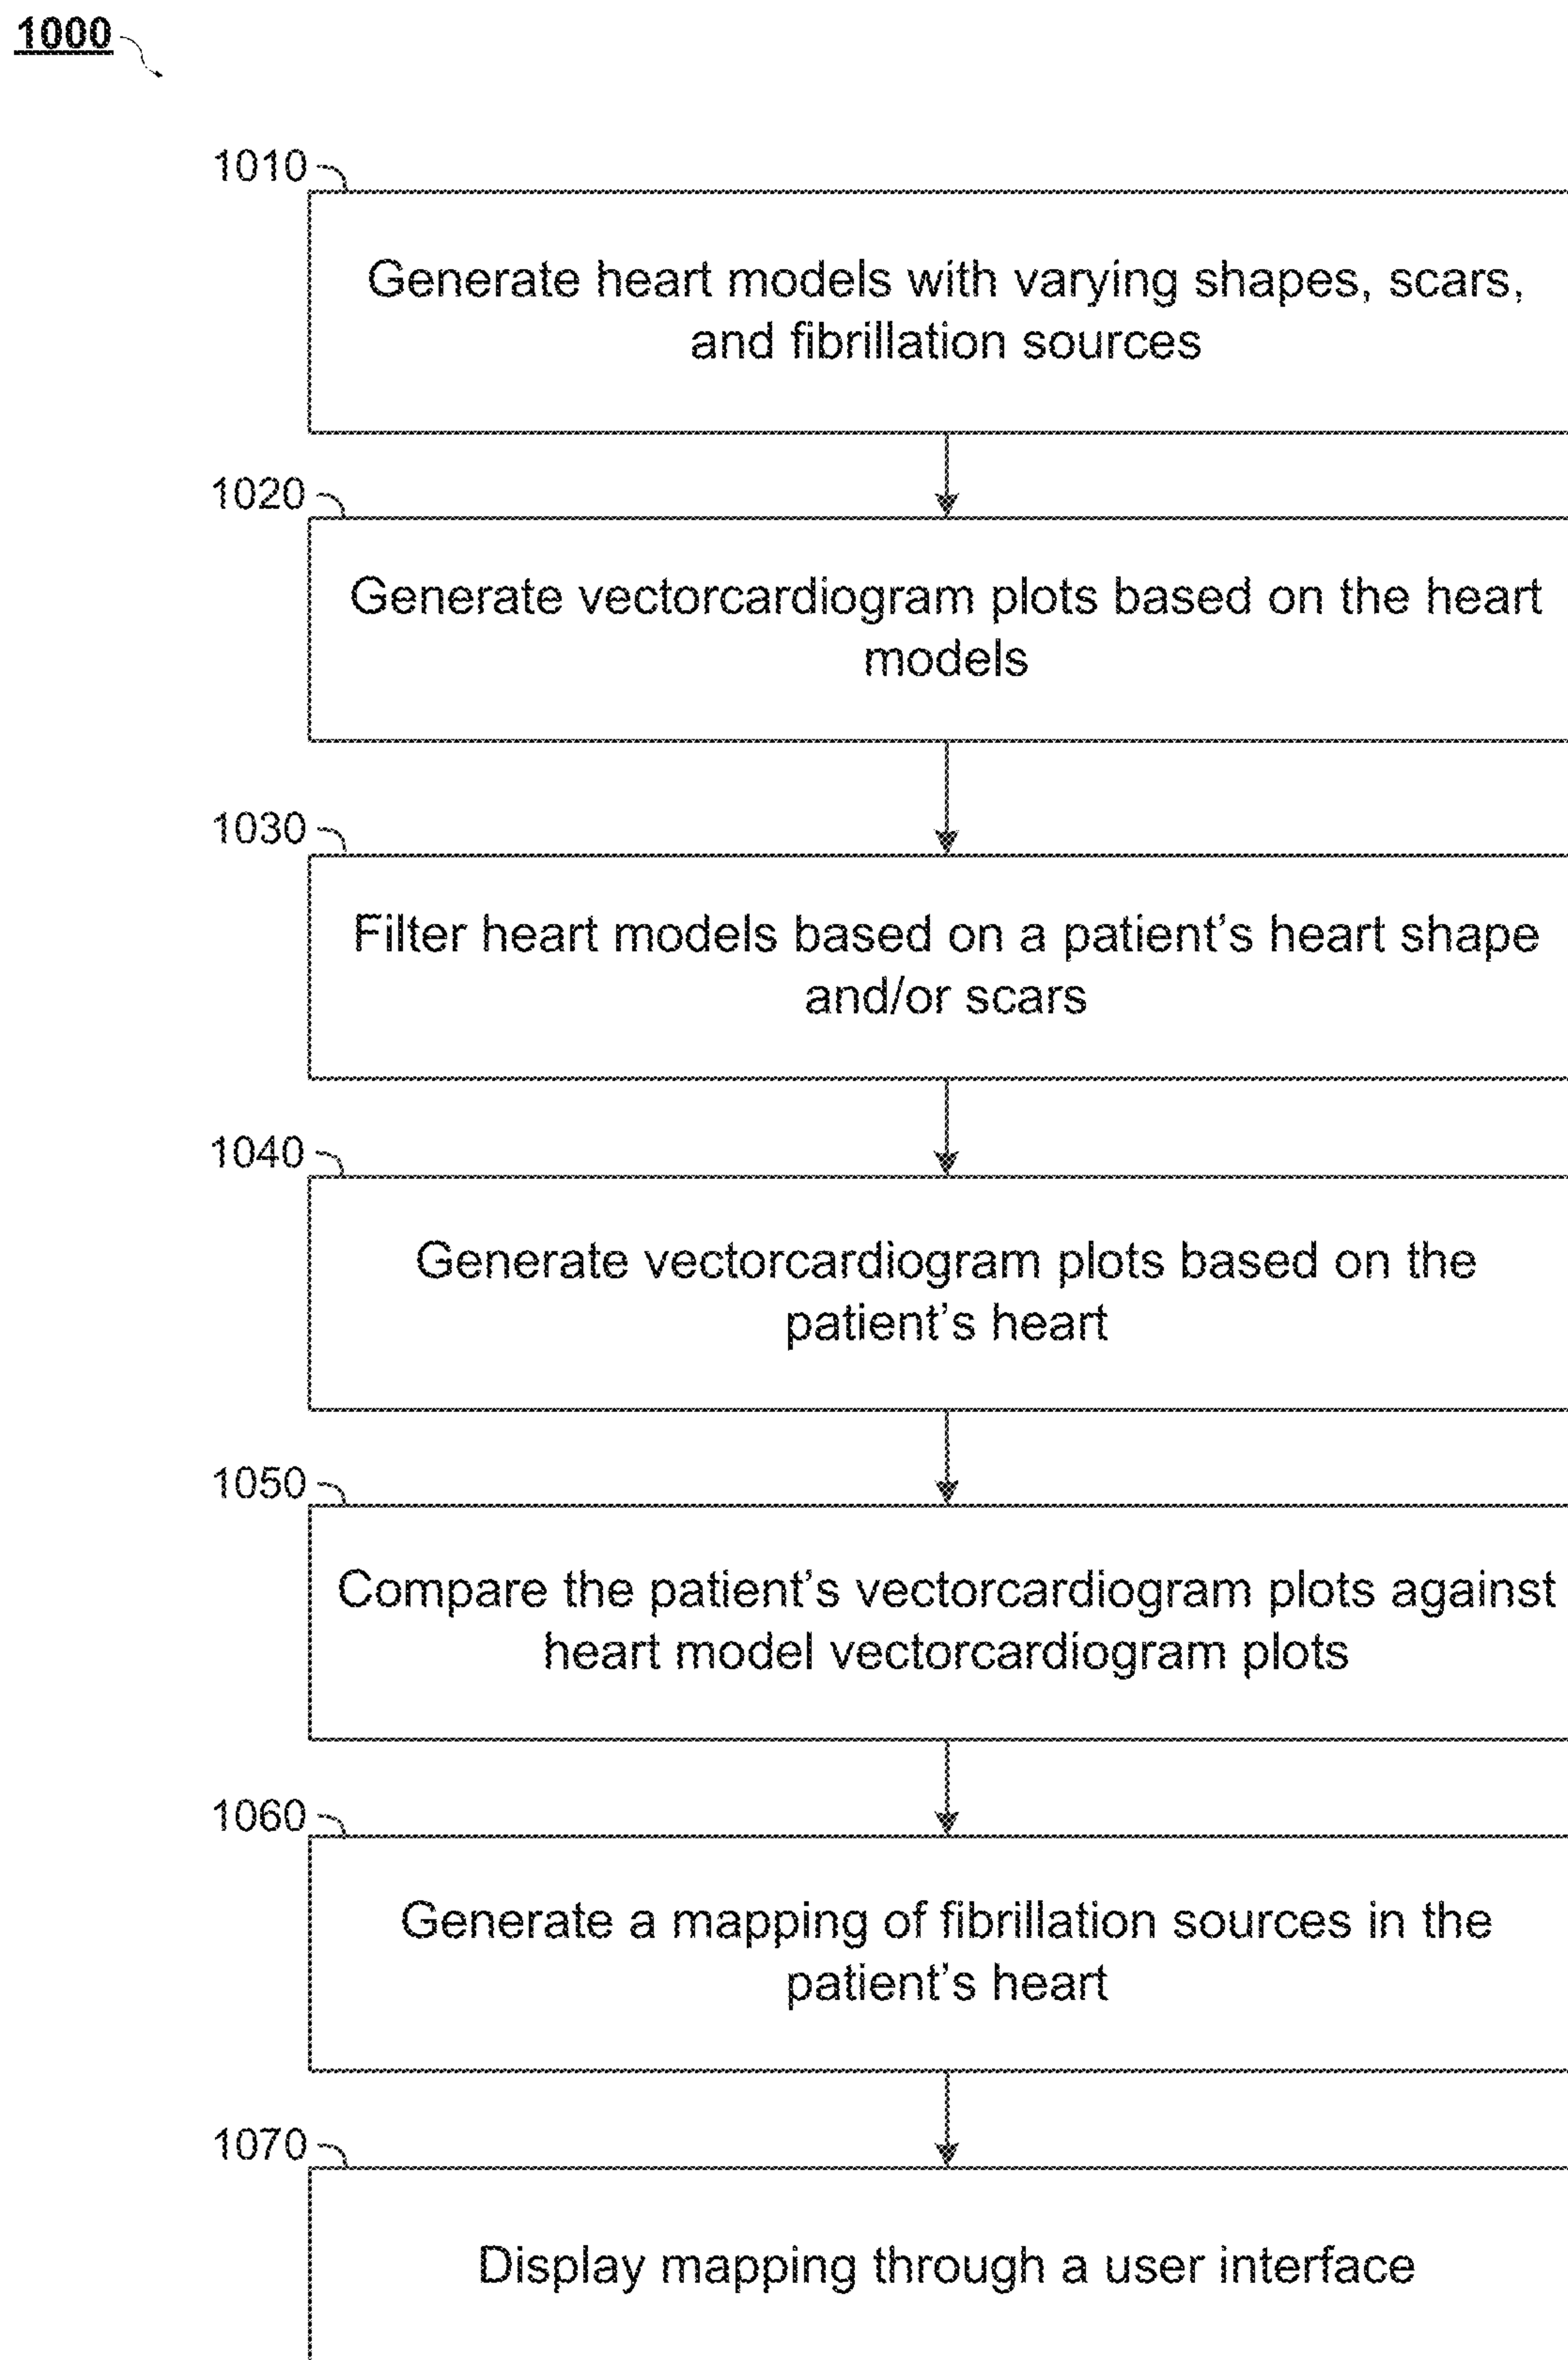 1000
1010
Generate heart models with varying shapes, scars,
and fibrillation sources
1020
Generate vectorcardiogram plots based on the heart
models
1030
Filter heart models based on a patient’s heart shape
and/or scars
1040
Generate vectorcardiogram plots based on the
patient’s heart
1050
Compare the patient’s vectorcardiogram plots against
heart model vectorcardiogram plots
1060
Generate a mapping of fibrillation sources in the
patient’s heart
1070
Display mapping through a user interface